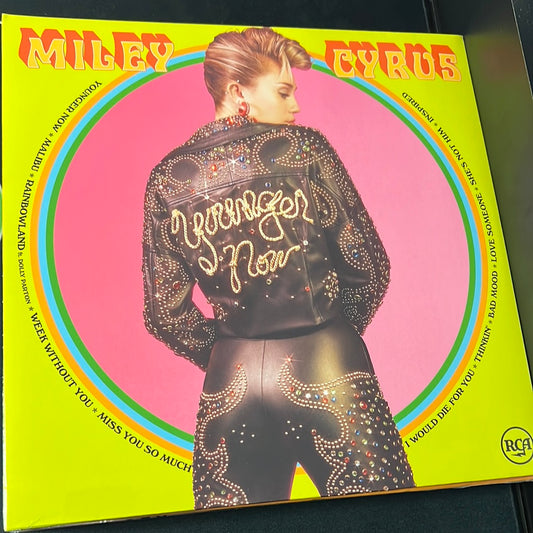 MILEY CYRUS
YOUNGER NOW * MALIBU * RAINBOWLAND ft. DOLLY PARTON * WEEK WITHOUT YOU * MISS YOU SO MUCH
I WOULD DIE FOR YOU * THINKIN' * BAD MOOD * LOVE SOMEONE * SHE'S NOT HIM * INSPIRED
Younger
Now
RCA